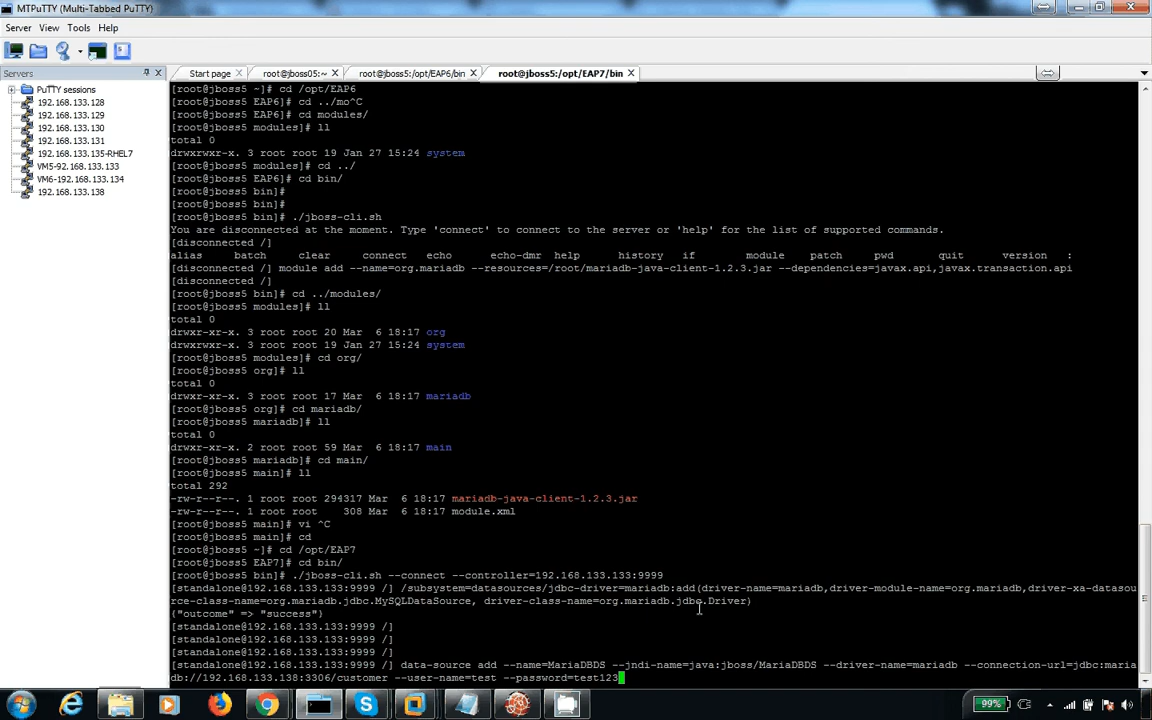 MTPuTTY (Multi-Tabbed PuTTY)
Server View Tools Help
Servers
PuTTY sessions
192.168.133.128
192.168.133.129
192.168.133.130
192.168.133.131
192.168.133.135-RHEL7
VM5-92.168.133.133
VM6-192.168.133.134
192.168.133.138
Start page root@jboss05:~ root@jboss5:/opt/EAP6/bin root@jboss5:/opt/EAP7/bin
[root@jboss5 ~]# cd /opt/EAP6
[root@jboss5 EAP6]# cd ../mo^C
[root@jboss5 EAP6]# cd modules/
[root@jboss5 modules]# ll
total 0
drwxrwxr-x. 3 root root 19 Jan 27 15:24 system
[root@jboss5 modules]# cd ../
[root@jboss5 EAP6]# cd bin/
[root@jboss5 bin]#
[root@jboss5 bin]#
[root@jboss5 bin]# ./jboss-cli.sh
You are disconnected at the moment. Type 'connect' to connect to the server or 'help' for the list of supported commands.
[disconnected /]
alias batch clear connect echo echo-dmr help history if module patch pwd quit version :
[disconnected /] module add --name=org.mariadb --resources=/root/mariadb-java-client-1.2.3.jar --dependencies=javax.api,javax.transaction.api
[disconnected /]
[root@jboss5 bin]# cd ../modules/
[root@jboss5 modules]# ll
total 0
drwxr-xr-x. 3 root root 20 Mar  6 18:17 org
drwxrwxr-x. 3 root root 19 Jan 27 15:24 system
[root@jboss5 modules]# cd org/
[root@jboss5 org]# ll
total 0
drwxr-xr-x. 3 root root 17 Mar  6 18:17 mariadb
[root@jboss5 org]# cd mariadb/
[root@jboss5 mariadb]# ll
total 0
drwxr-xr-x. 2 root root 59 Mar  6 18:17 main
[root@jboss5 mariadb]# cd main/
[root@jboss5 main]# ll
total 292
-rw-r--r--. 1 root root 294317 Mar  6 18:17 mariadb-java-client-1.2.3.jar
-rw-r--r--. 1 root root    308 Mar  6 18:17 module.xml
[root@jboss5 main]# vi ^C
[root@jboss5 main]# cd
[root@jboss5 ~]# cd /opt/EAP7
[root@jboss5 EAP7]# cd bin/
[root@jboss5 bin]# ./jboss-cli.sh --connect --controller=192.168.133.133:9999
[standalone@192.168.133.133:9999 /] /subsystem=datasources/jdbc-driver=mariadb:add(driver-name=mariadb,driver-module-name=org.mariadb,driver-xa-datasou
rce-class-name=org.mariadb.jdbc.MySQLDataSource, driver-class-name=org.mariadb.jdbc.Driver)
{"outcome" => "success"}
[standalone@192.168.133.133:9999 /]
[standalone@192.168.133.133:9999 /]
[standalone@192.168.133.133:9999 /]
[standalone@192.168.133.133:9999 /] data-source add --name=MariaDBDS --jndi-name=java:jboss/MariaDBDS --driver-name=mariadb --connection-url=jdbc:maria
db://192.168.133.138:3306/customer --user-name=test --password=test123
99%